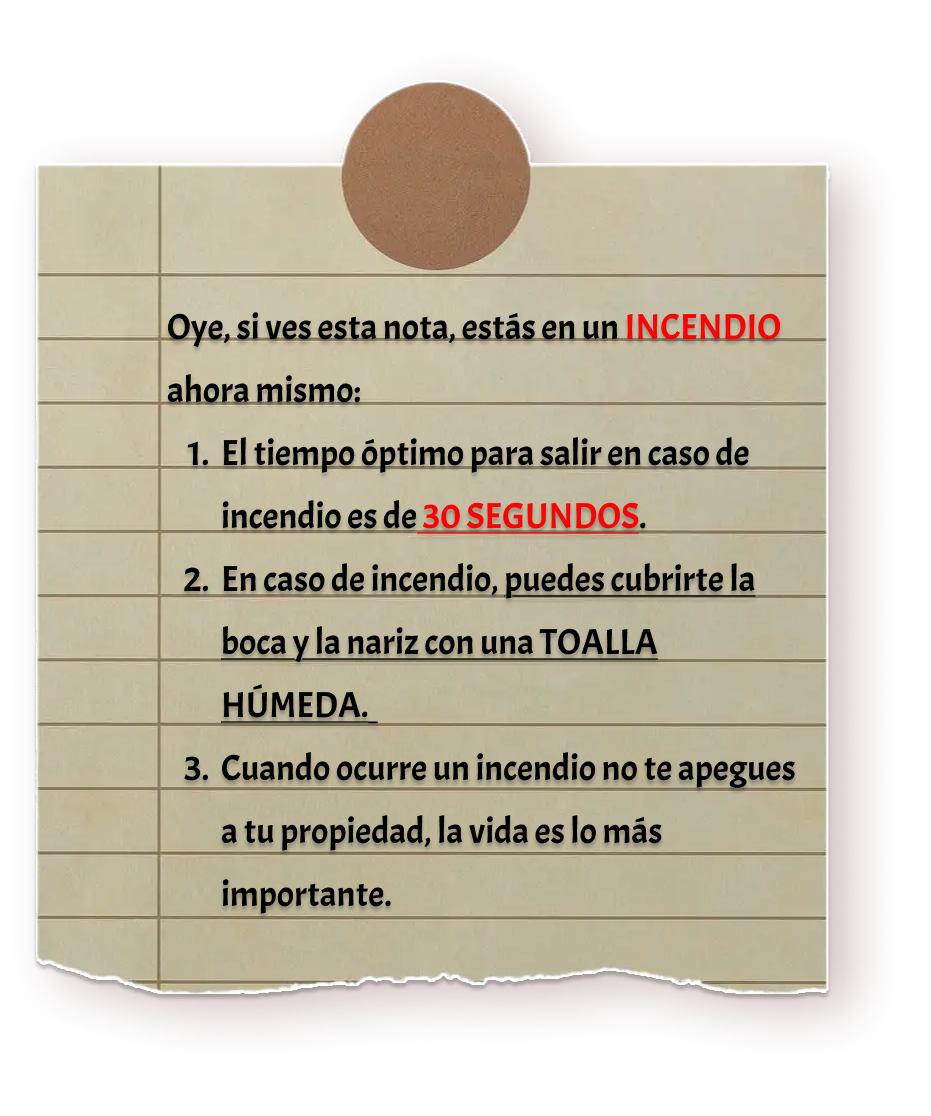 Oye, si ves esta nota, estás en un INCENDIO
ahora mismo:
1. El tiempo óptimo para salir en caso de
incendio es de 30 SEGUNDOS.
2. En caso de incendio, puedes cubrirte la
boca y la nariz con una TOALLA
HÚMEDA.
3. Cuando ocurre un incendio no te apegues
a tu propiedad, la vida es lo más
importante.